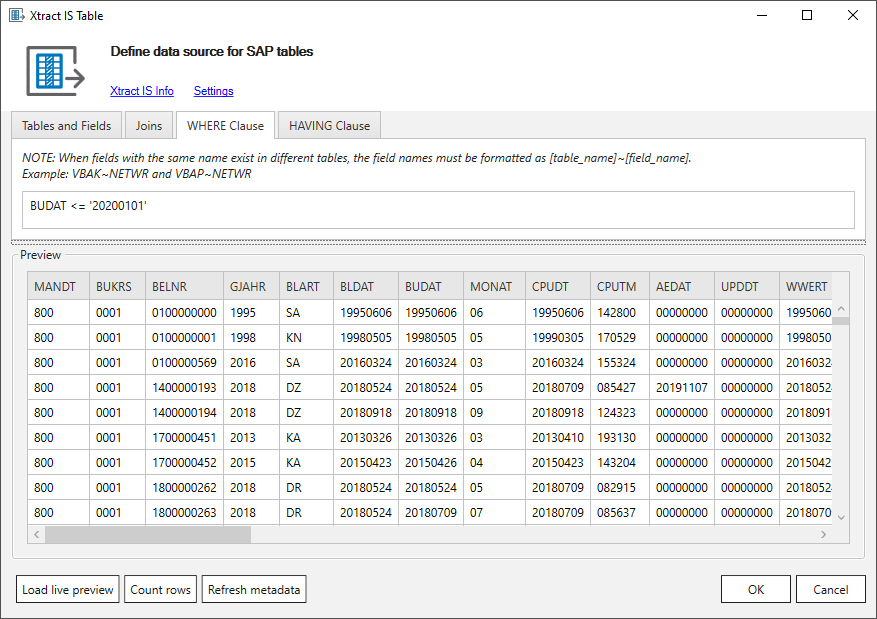 Xtract IS Table
Define data source for SAP tables
Xtract IS Info Settings
Tables and Fields Joins WHERE Clause HAVING Clause
NOTE: When fields with the same name exist in different tables, the field names must be formatted as [table_name]~[field_name].
Example: VBAK~NETWR and VBAP~NETWR
BUDAT <= '20200101'
Preview
MANDT BUKRS BELNR GJAHR BLART BLDAT BUDAT MONAT CPUDT CPUTM AEDAT UPDDT WWERT
800 0001 0100000000 1995 SA 19950606 19950606 06 19950606 142800 00000000 00000000 1995060
800 0001 0100000001 1998 KN 19980505 19980505 05 19990305 170529 00000000 00000000 1998050
800 0001 0100000569 2016 SA 20160324 20160324 03 20160324 155324 00000000 00000000 2016032
800 0001 1400000193 2018 DZ 20180524 20180524 05 20180709 085427 20191107 00000000 2018052
800 0001 1400000194 2018 DZ 20180918 20180918 09 20180918 124323 00000000 00000000 2018091
800 0001 1700000451 2013 KA 20130326 20130326 03 20130410 193130 00000000 00000000 2013032
800 0001 1700000452 2015 KA 20150423 20150426 04 20150423 143204 00000000 00000000 2015042
800 0001 1800000262 2018 DR 20180524 20180524 05 20180709 082915 00000000 00000000 2018052
800 0001 1800000263 2018 DR 20180709 20180709 07 20180709 085637 00000000 00000000 2018070
Load live preview Count rows Refresh metadata OK Cancel